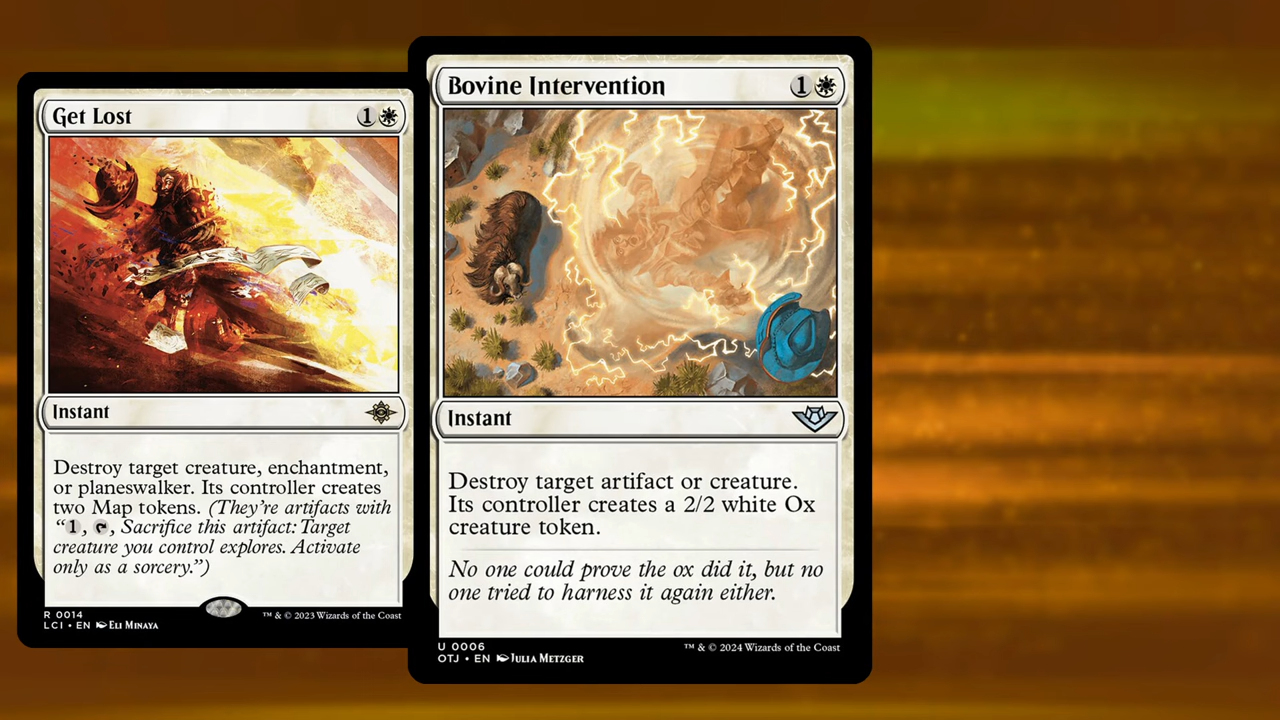 Get Lost
1
Instant
Destroy target creature, enchantment,
or planeswalker. Its controller creates
two Map tokens. (They're artifacts with
“1, , Sacrifice this artifact: Target
creature you control explores. Activate
only as a sorcery.”)
R 0014
LCI • EN Eli Minaya
™ & © 2023 Wizards of the Coast
Bovine Intervention
1
Instant
Destroy target artifact or creature.
Its controller creates a 2/2 white Ox
creature token.
No one could prove the ox did it, but no
one tried to harness it again either.
U 0006
OTJ • EN Julia Metzger
™ & © 2024 Wizards of the Coast